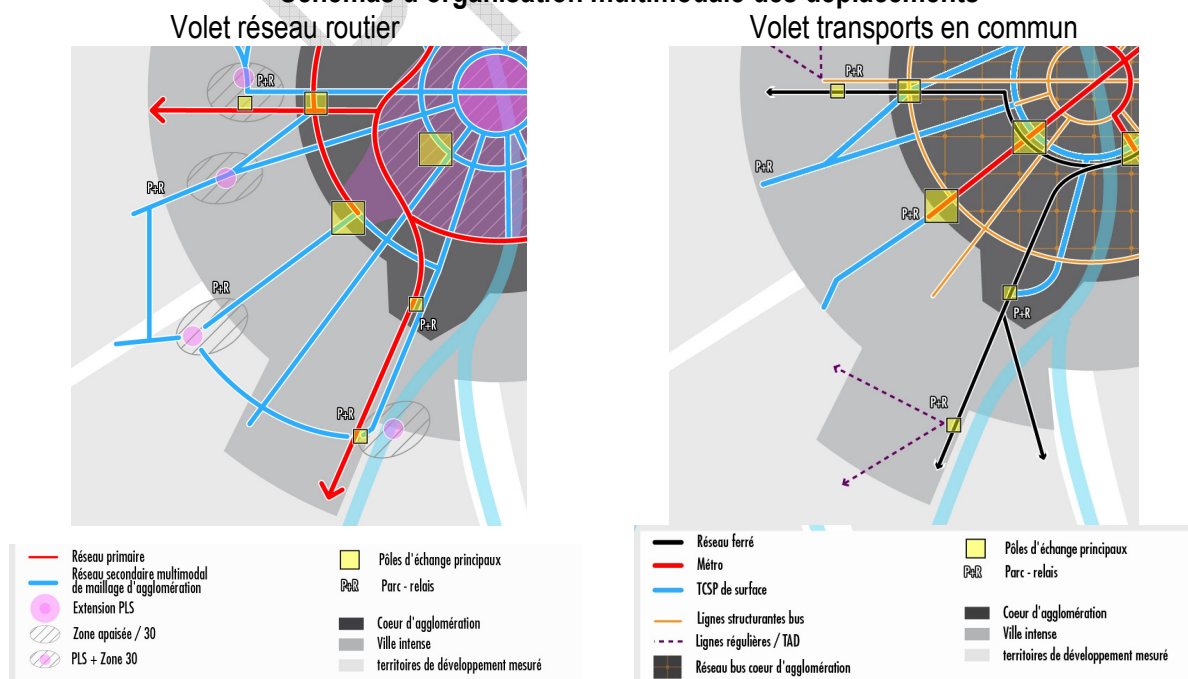 Schémas d'organisation multimodale des déplacements
Volet réseau routier
P+R
P+R
P+R
P+R
P+R
Réseau primaire
Réseau secondaire multimodal
de maillage d'agglomération
Extension PLS
Zone apaisée / 30
PLS + Zone 30
Pôles d'échange principaux
P+R Parc - relais
Coeur d'agglomération
Ville intense
territoires de développement mesuré
Volet transports en commun
P+R
P+R
P+R
P+R
P+R
Réseau ferré
Métro
TCSP de surface
Lignes structurantes bus
Lignes régulières / TAD
Réseau bus coeur d'agglomération
Pôles d'échange principaux
P+R Parc - relais
Coeur d'agglomération
Ville intense
territoires de développement mesuré